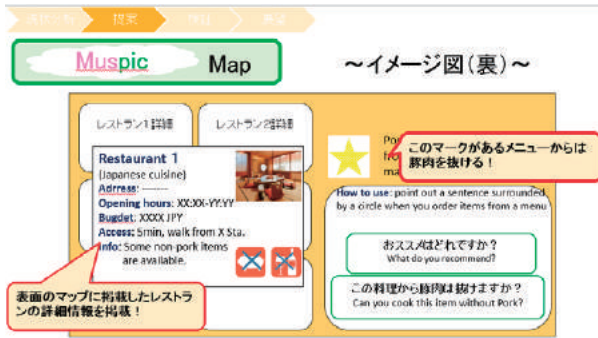 提案
Muspic Map
～イメージ図(裏)～
レストラン1詳細
レストラン2詳細
Restaurant 1
(Japanese cuisine)
Adrress: --------
Opening hours: XX:XX-YY:YY
Bugdet: XXXX JPY
Access: 5min, walk from X Sta.
Info: Some non-pork items
are available.
このマークがあるメニューからは
豚肉を抜ける！
How to use: point out a sentence surrounded
by a circle when you order items from a menu
おススメはどれですか？
What do you recommend?
この料理から豚肉は抜けますか？
Can you cook this item without Pork?
表面のマップに掲載したレストラ
ンの詳細情報を掲載！